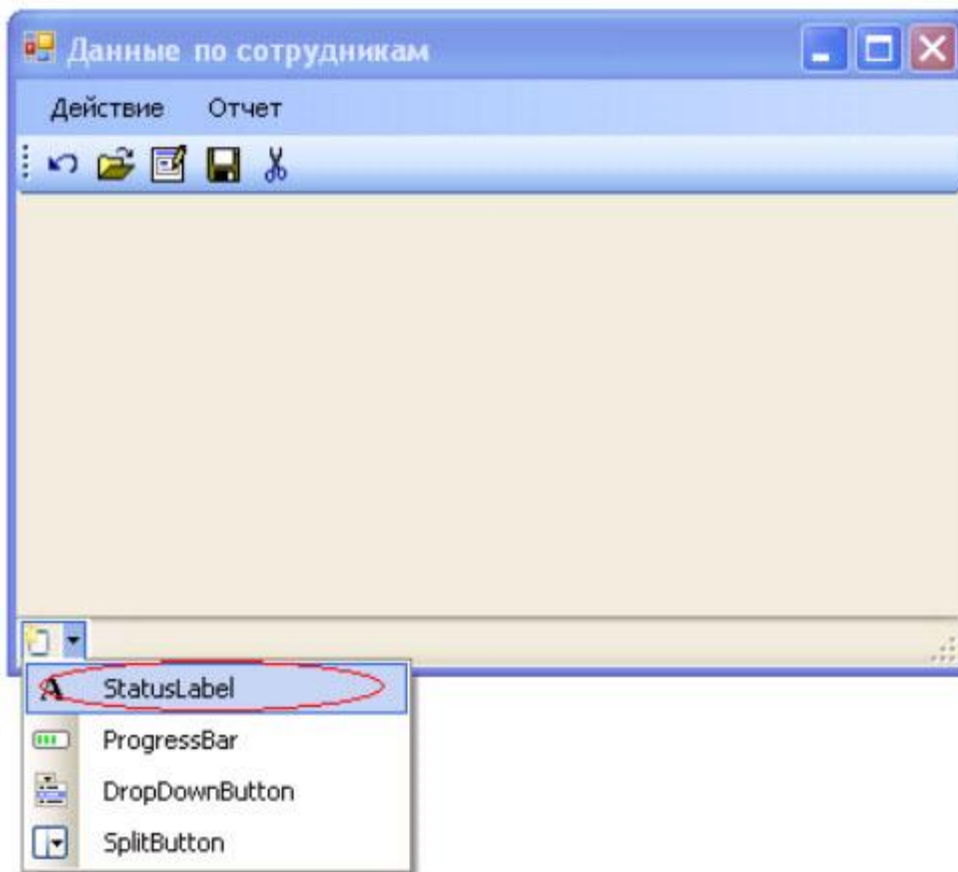 Данные по сотрудникам
Действие Отчет
StatusLabel
ProgressBar
DropDownButton
SplitButton